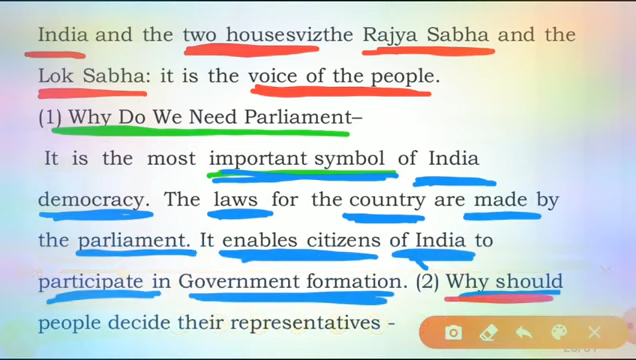 India and the two housesvizthe Rajya Sabha and the
Lok Sabha: it is the voice of the people.
(1) Why Do We Need Parliament–
It is the most important symbol of India
democracy. The laws for the country are made by
the parliament. It enables citizens of India to
participate in Government formation. (2) Why should
people decide their representatives -